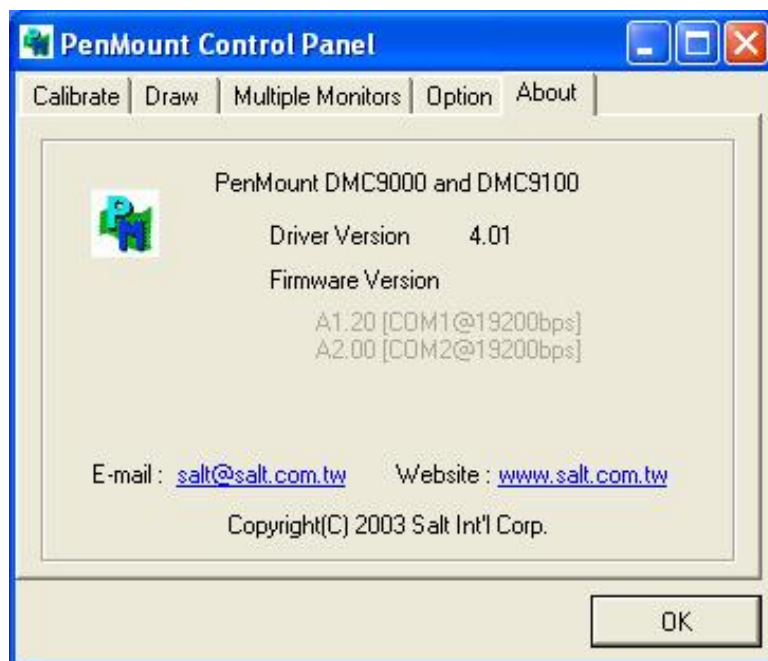 PenMount Control Panel
Calibrate Draw Multiple Monitors Option About
PenMount DMC9000 and DMC9100
PM
Driver Version 4.01
Firmware Version
A1.20 [COM1@19200bps]
A2.00 [COM2@19200bps]
E-mail : salt@salt.com.tw Website : www.salt.com.tw
Copyright(C) 2003 Salt Int'l Corp.
OK